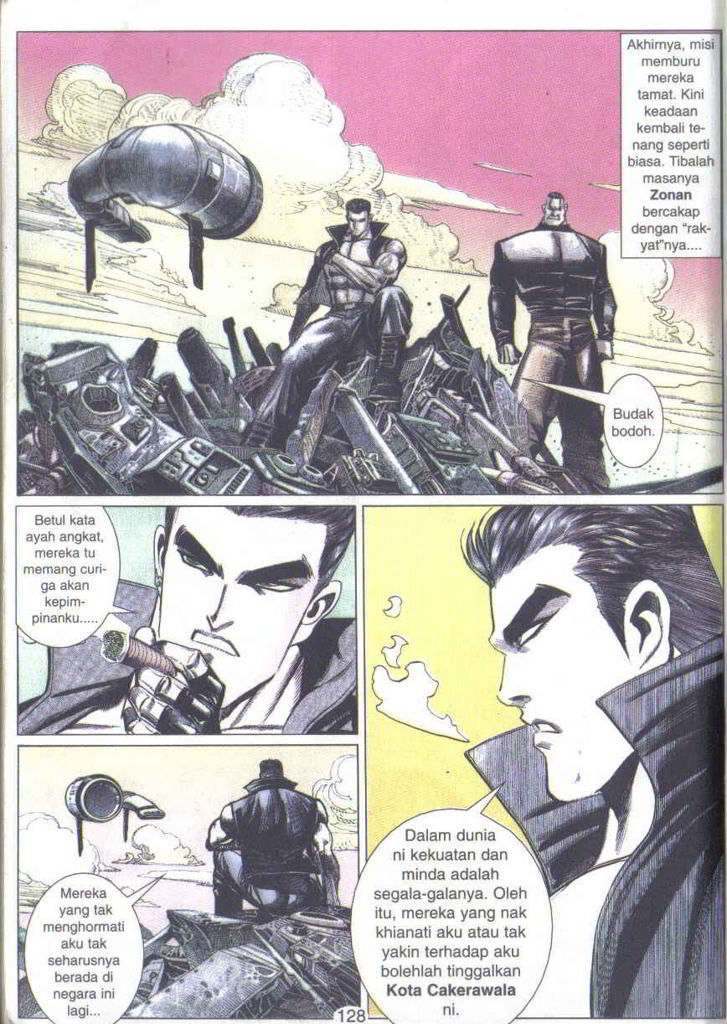 Akhirnya, misi
memburu
mereka
tamat. Kini
keadaan
kembali te-
nang seperti
biasa. Tibalah
masanya
Zonan
bercakap
dengan “rak-
yat”nya....
Budak
bodoh.
Betul kata
ayah angkat,
mereka tu
memang curi-
ga akan
kepim-
pinanku.....
Mereka
yang tak
menghormati
aku tak
seharusnya
berada di
negara ini
lagi...
Dalam dunia
ni kekuatan dan
minda adalah
segala-galanya. Oleh
itu, mereka yang nak
khianati aku atau tak
yakin terhadap aku
bolehlah tinggalkan
Kota Cakerawala
ni.
128